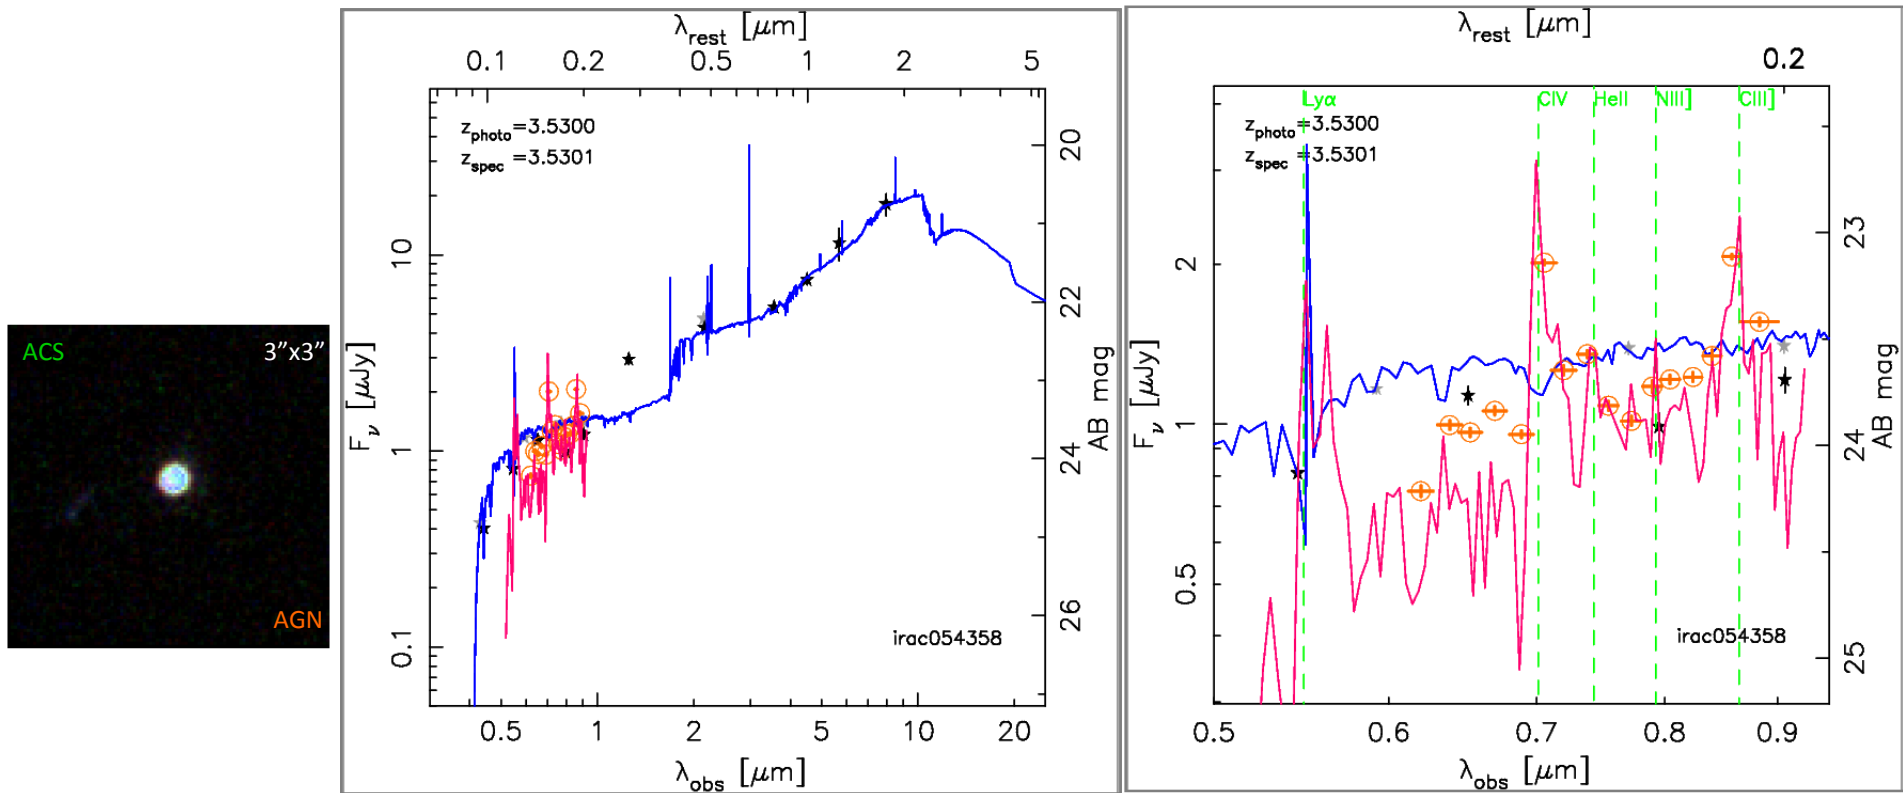 ACS
3”x3”
AGN
λrest [μm]
0.1 0.2 0.5 1 2 5
zphoto=3.5300
zspec =3.5301
Fν [μJy]
10
1
0.1
AB mag
20
22
24
26
irac054358
0.5 1 2 5 10 20
λobs [μm]
λrest [μm]
0.2
Lyα CIV HeII NIII] CIII]
zphoto=3.5300
zspec =3.5301
Fν [μJy]
2
1
0.5
AB mag
23
24
25
irac054358
0.5 0.6 0.7 0.8 0.9
λobs [μm]